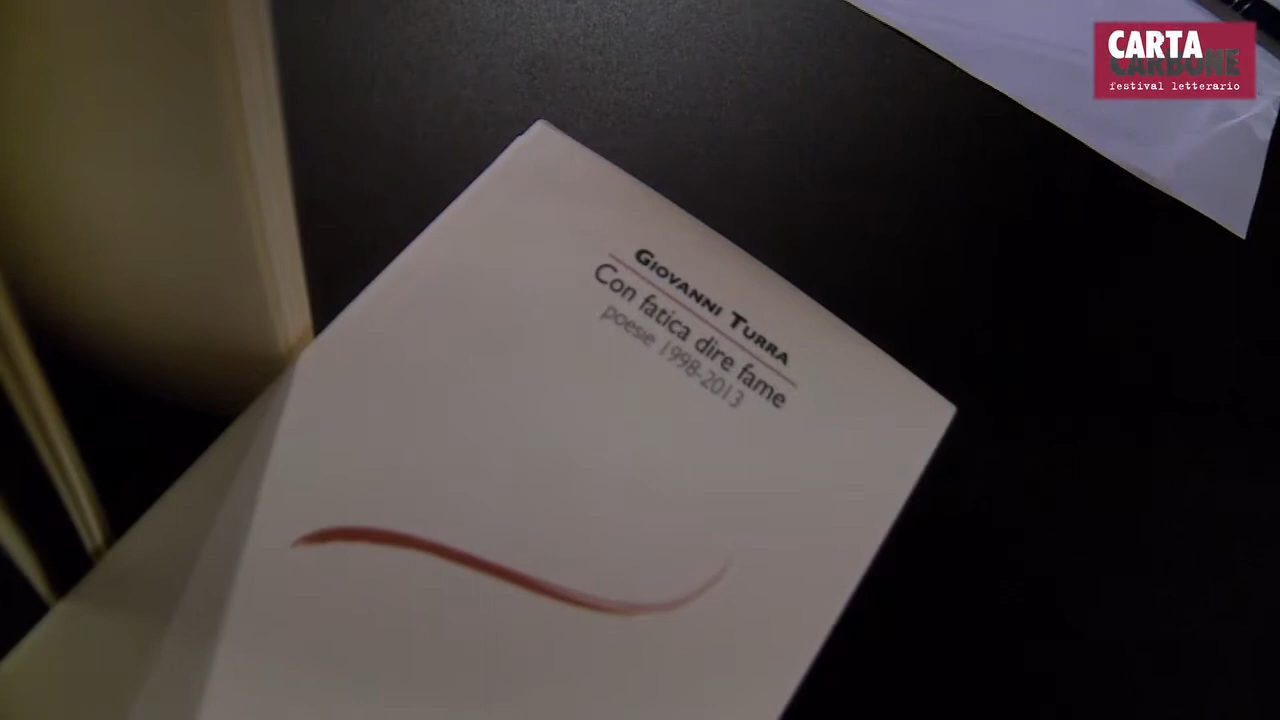 CARTA
CARBONE
festival letterario
GIOVANNI TURRA
Con fatica dire fame
poesie 1998-2013